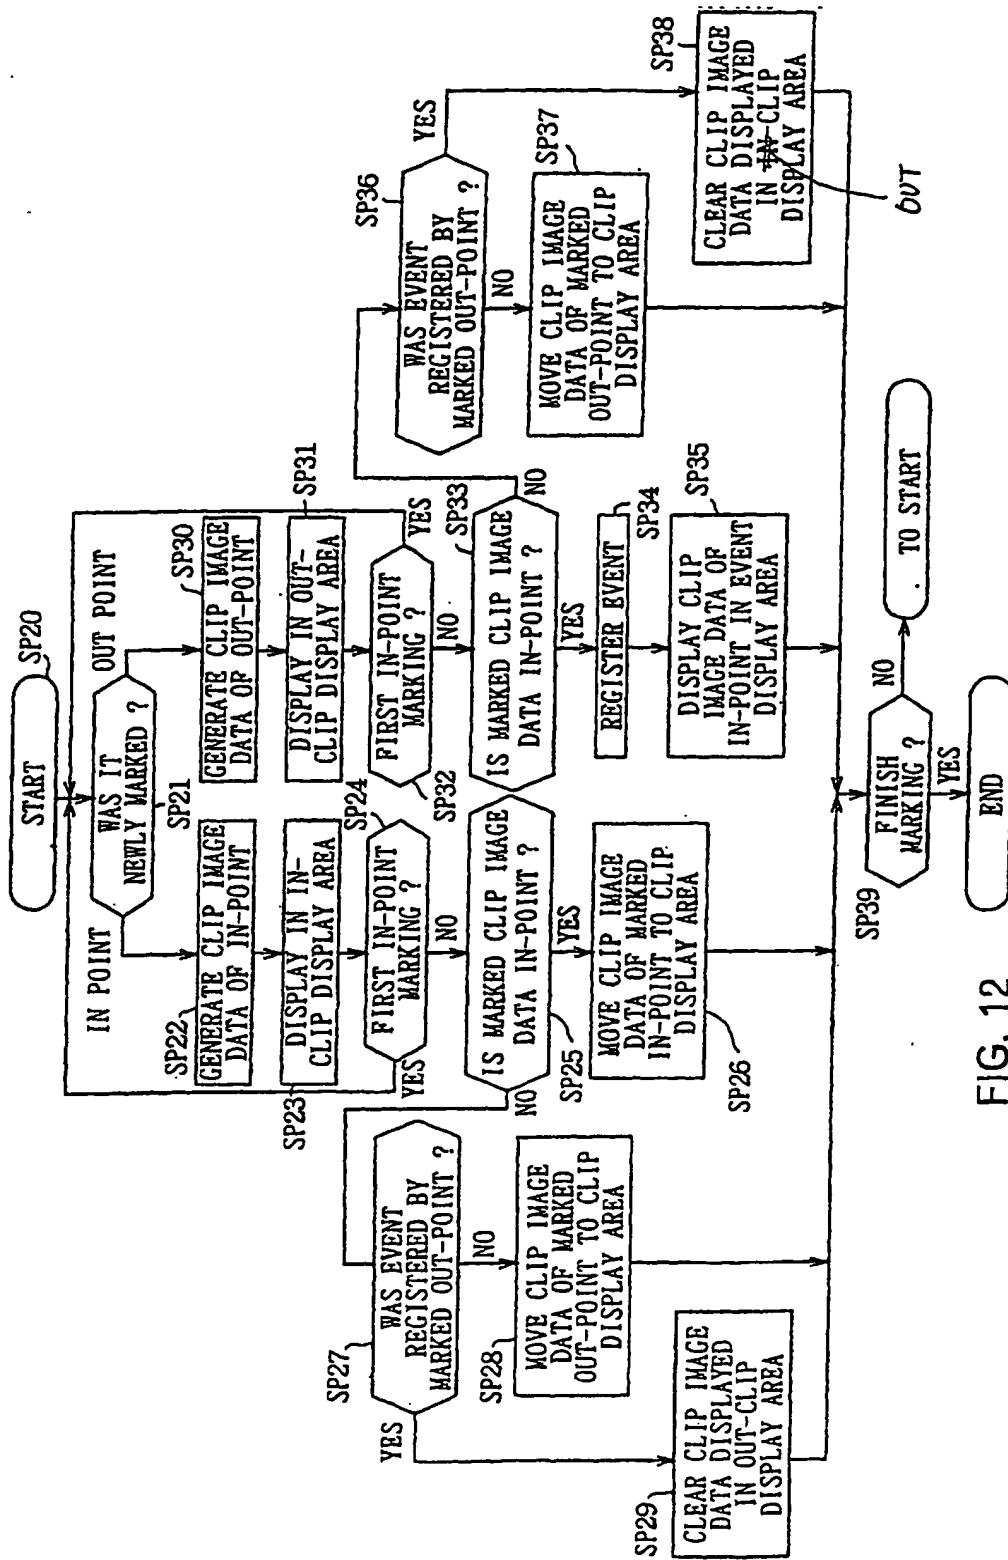 START
SP20
WAS IT
NEWLY MARKED ?
SP21
IN POINT
OUT POINT
SP22
GENERATE CLIP IMAGE
DATA OF IN-POINT
SP23
DISPLAY IN IN-
CLIP DISPLAY AREA
SP24
FIRST IN-POINT
MARKING ?
YES
NO
SP25
IS MARKED CLIP IMAGE
DATA IN-POINT ?
NO
YES
SP26
MOVE CLIP IMAGE
DATA OF MARKED
IN-POINT TO CLIP
DISPLAY AREA
SP27
WAS EVENT
REGISTERED BY
MARKED OUT-POINT ?
YES
NO
SP28
MOVE CLIP IMAGE
DATA OF MARKED
OUT-POINT TO CLIP
DISPLAY AREA
SP29
CLEAR CLIP IMAGE
DATA DISPLAYED
IN OUT-CLIP
DISPLAY AREA
SP30
GENERATE CLIP IMAGE
DATA OF OUT-POINT
SP31
DISPLAY IN OUT-
CLIP DISPLAY AREA
SP32
FIRST IN-POINT
MARKING ?
YES
NO
SP33
IS MARKED CLIP IMAGE
DATA IN-POINT ?
NO
YES
SP34
REGISTER EVENT
SP35
DISPLAY CLIP
IMAGE DATA OF
IN-POINT IN EVENT
DISPLAY AREA
SP36
WAS EVENT
REGISTERED BY
MARKED OUT-POINT ?
YES
NO
SP37
MOVE CLIP IMAGE
DATA OF MARKED
OUT-POINT TO CLIP
DISPLAY AREA
SP38
CLEAR CLIP IMAGE
DATA DISPLAYED
IN IN-CLIP
DISPLAY AREA
OUT
SP39
FINISH
MARKING ?
NO
TO START
YES
END
FIG. 12